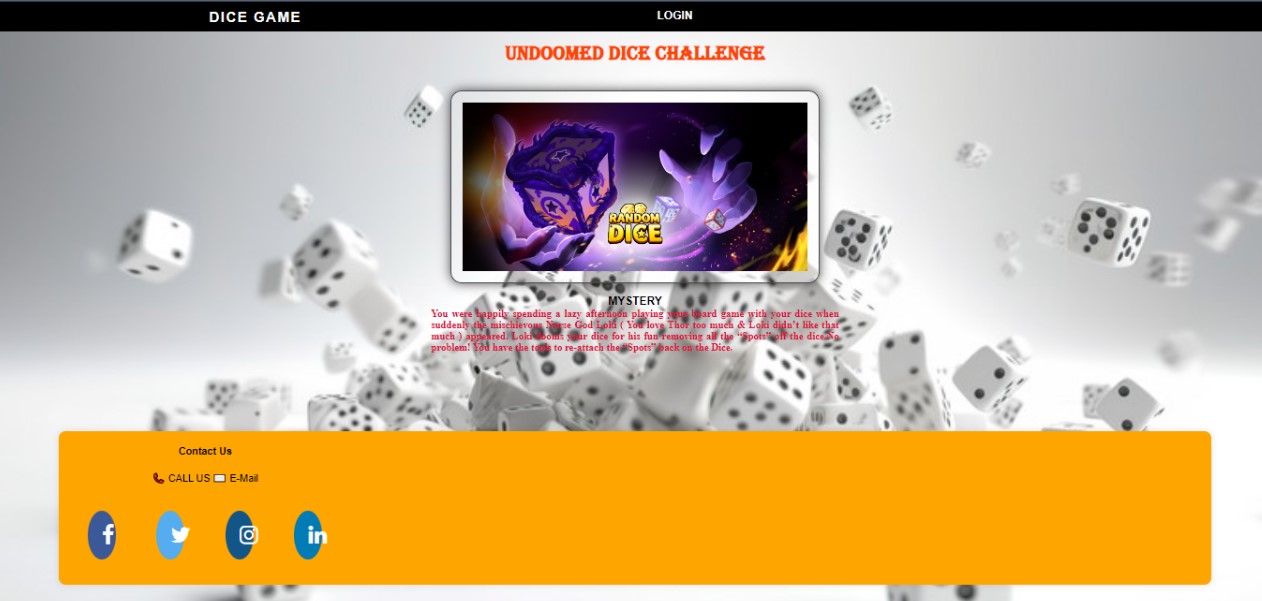 DICE GAME
LOGIN
UNDOOMED DICE CHALLENGE
RANDOM
DICE
MYSTERY
You were happily spending a lazy afternoon playing your board game with your dice when
suddenly the mischievous Norse God Loki ( You love Thor too much & Loki didn't like that
much ) appeared. Loki dooms your dice for his fun removing all the “Spots” off the dice.No
problem! You have the tools to re-attach the “Spots” back on the Dice.
Contact Us
CALL US E-Mail
f
in